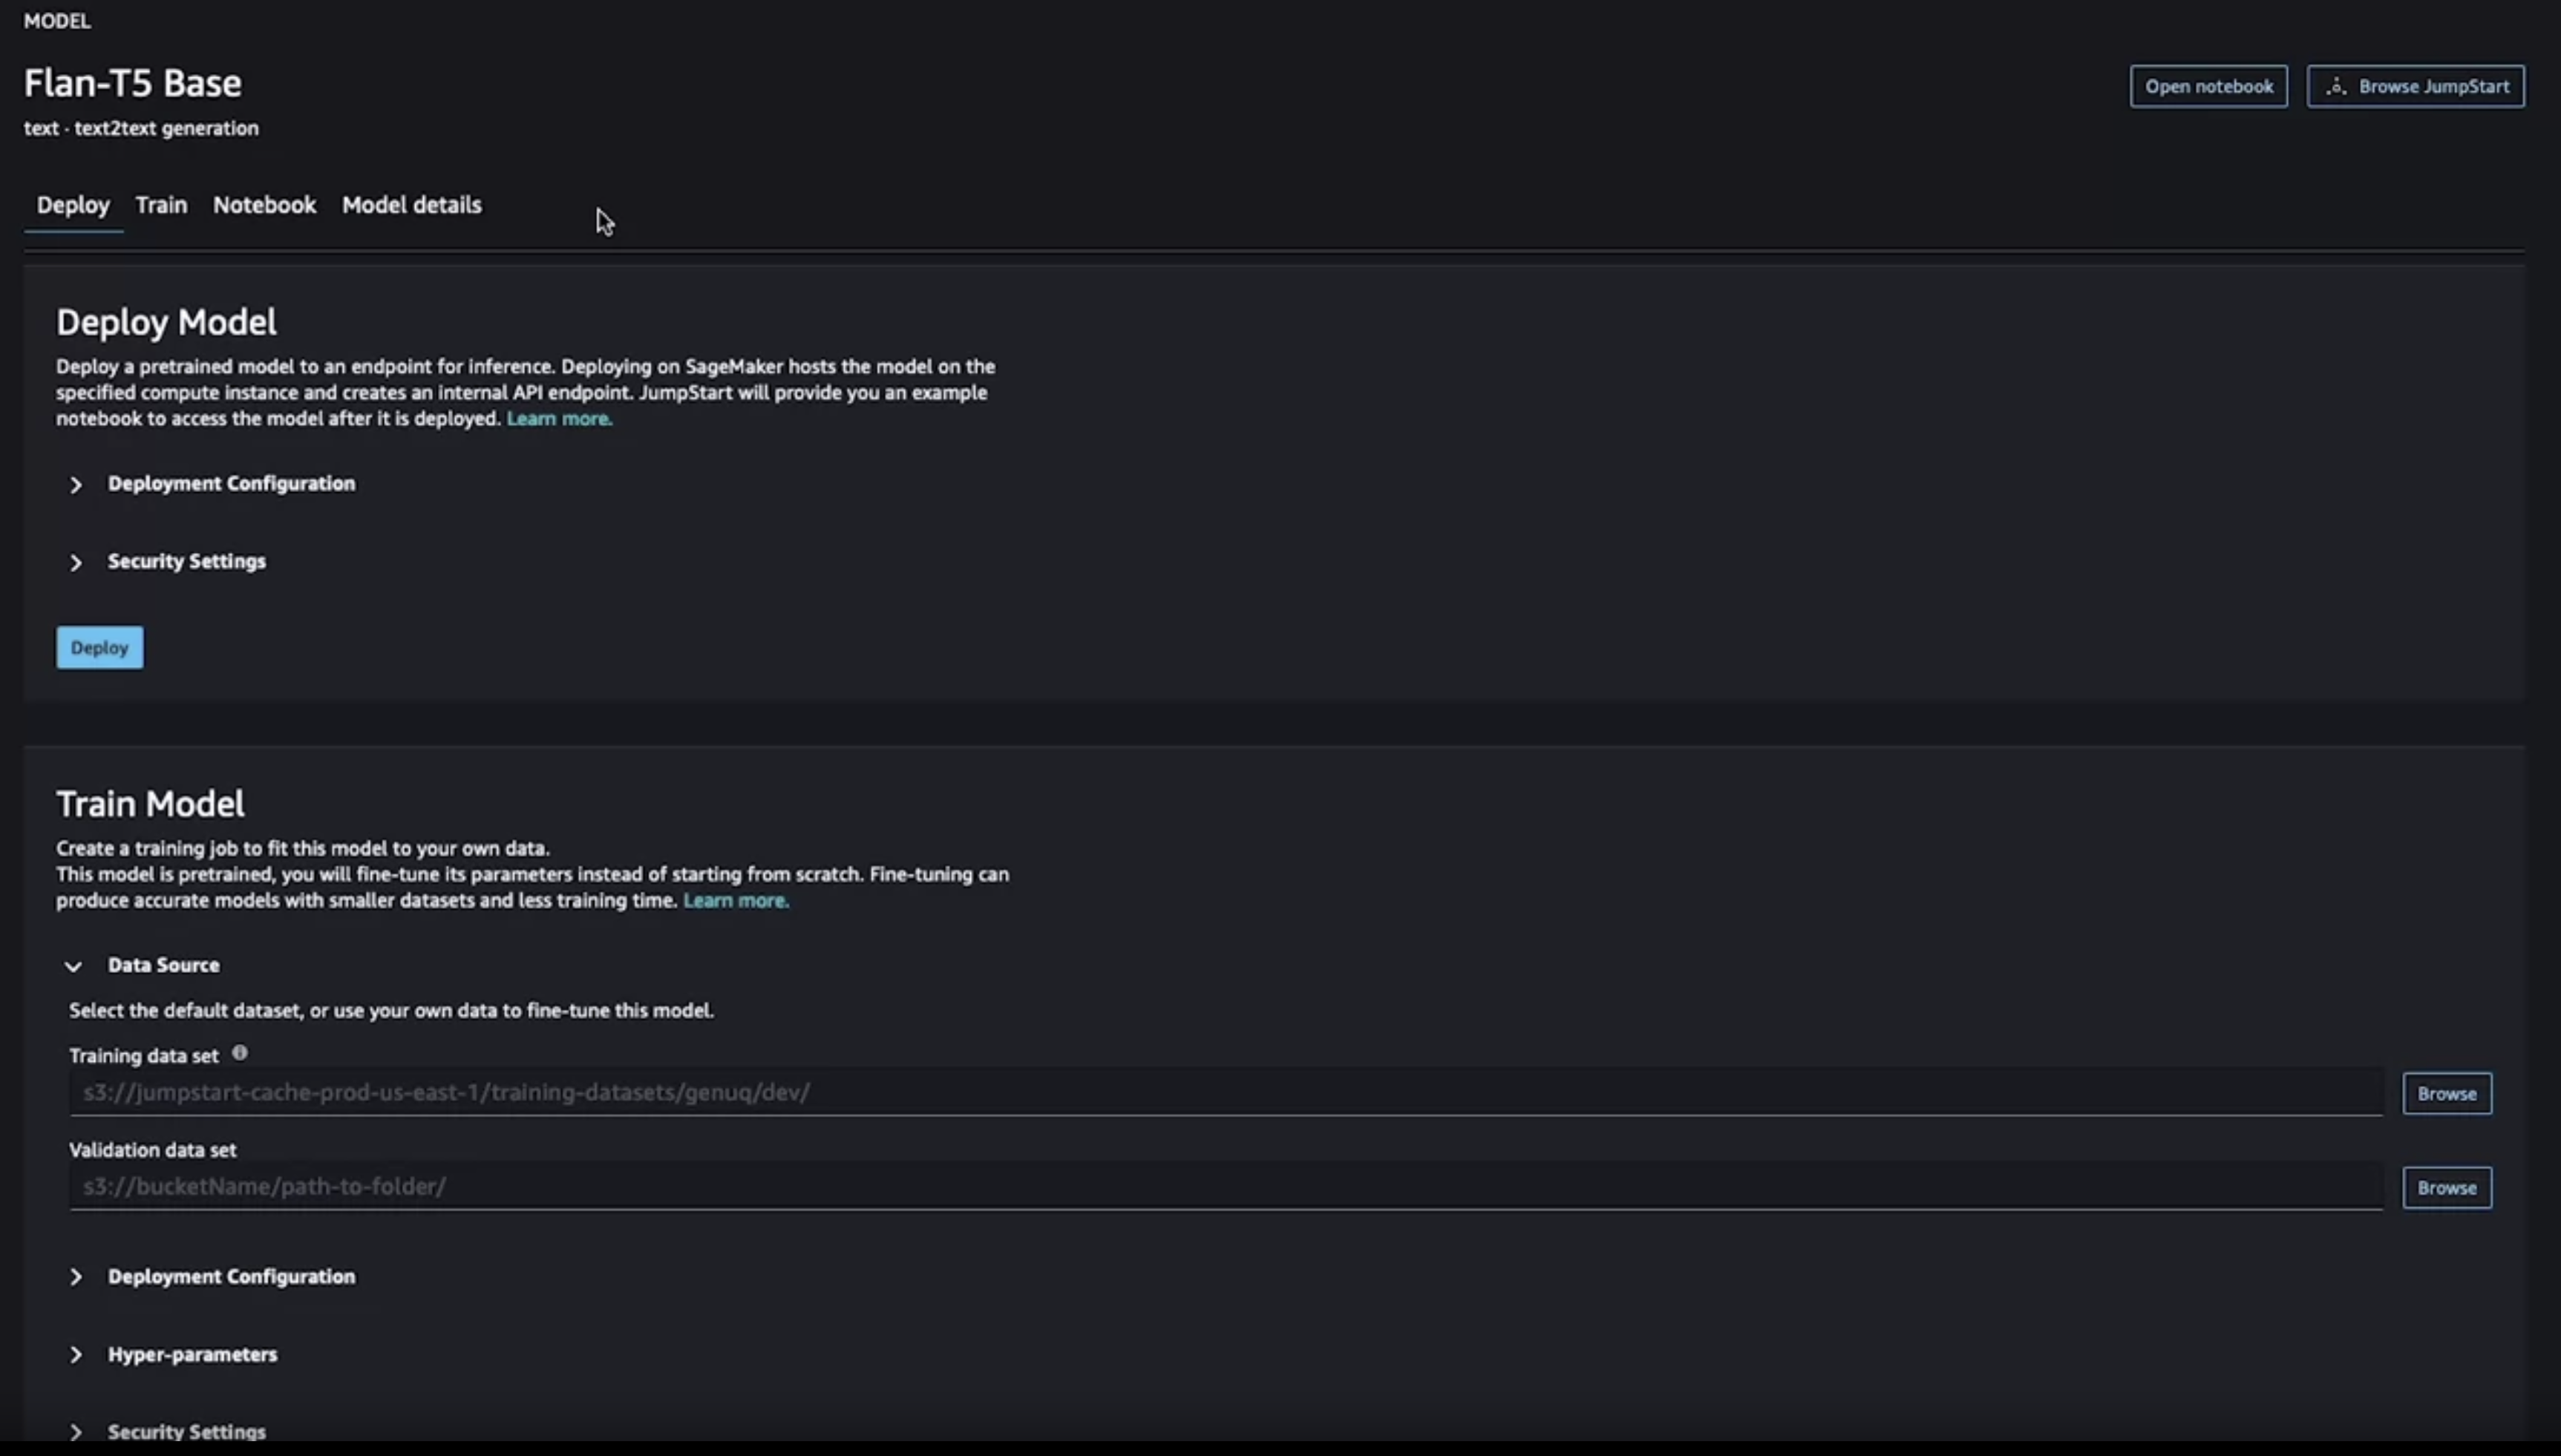 MODEL
Flan-T5 Base
Open notebook
Browse JumpStart
text · text2text generation
Deploy Train Notebook Model details
Deploy Model
Deploy a pretrained model to an endpoint for inference. Deploying on SageMaker hosts the model on the
specified compute instance and creates an internal API endpoint. JumpStart will provide you an example
notebook to access the model after it is deployed. Learn more.
Deployment Configuration
Security Settings
Deploy
Train Model
Create a training job to fit this model to your own data.
This model is pretrained, you will fine-tune its parameters instead of starting from scratch. Fine-tuning can
produce accurate models with smaller datasets and less training time. Learn more.
Data Source
Select the default dataset, or use your own data to fine-tune this model.
Training data set
s3://jumpstart-cache-prod-us-east-1/training-datasets/genuq/dev/
Browse
Validation data set
s3://bucketName/path-to-folder/
Browse
Deployment Configuration
Hyper-parameters
Security Settings